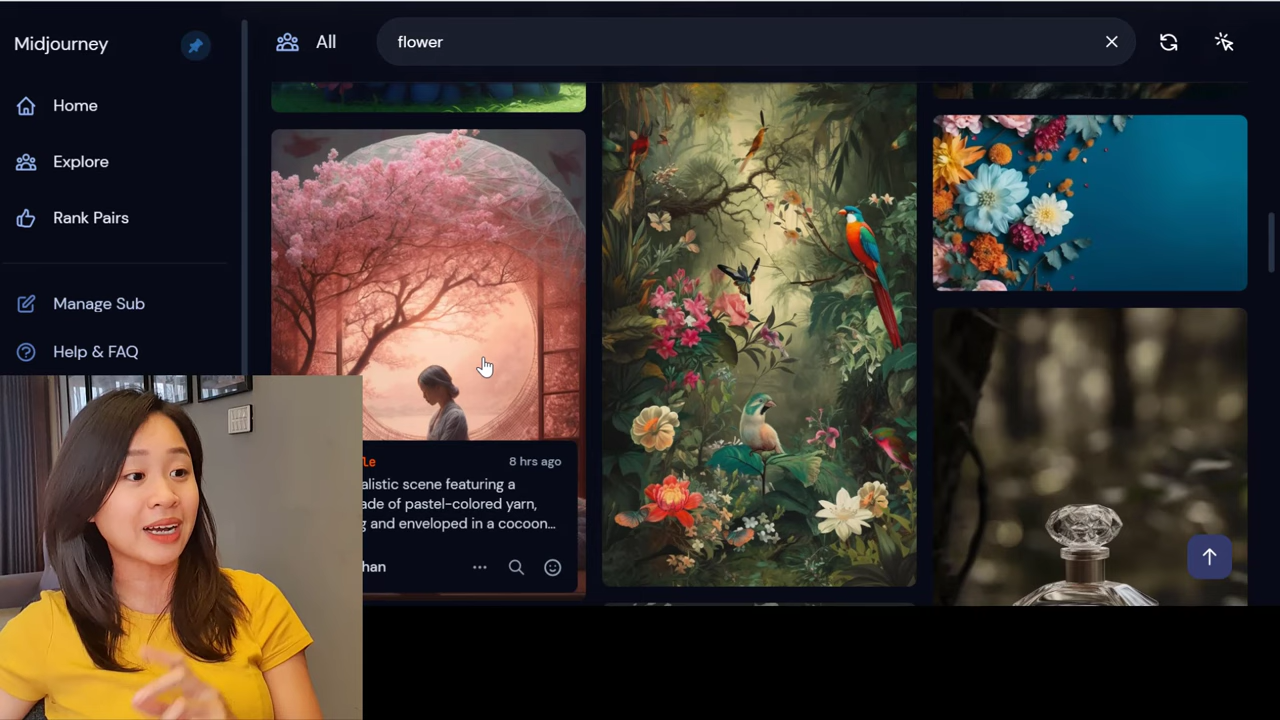 Midjourney
All
flower
Home
Explore
Rank Pairs
Manage Sub
Help & FAQ
le
8 hrs ago
alistic scene featuring a
ade of pastel-colored yarn,
g and enveloped in a cocoon...
han